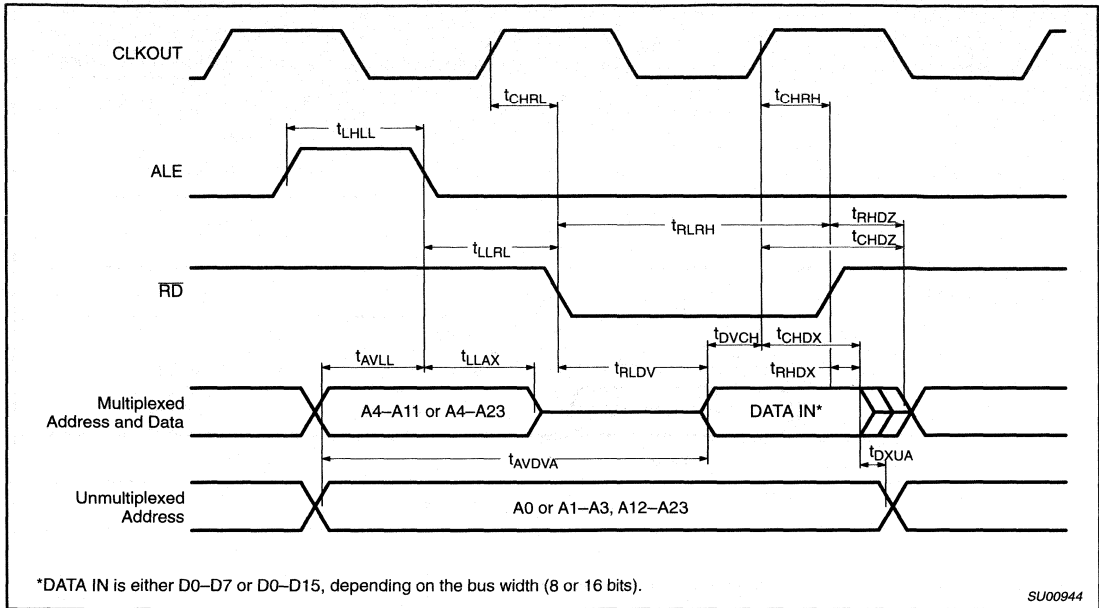 CLKOUT
tCHRL
tCHRH
tLHLL
ALE
tRLRH
tRHDZ
tLLRL
tCHDZ
RD
tDVCH
tCHDX
tAVLL
tLLAX
tRLDV
tRHDX
Multiplexed
Address and Data
A4–A11 or A4–A23
DATA IN*
tAVDVA
tDXUA
Unmultiplexed
Address
A0 or A1–A3, A12–A23
*DATA IN is either D0–D7 or D0–D15, depending on the bus width (8 or 16 bits).
SU00944